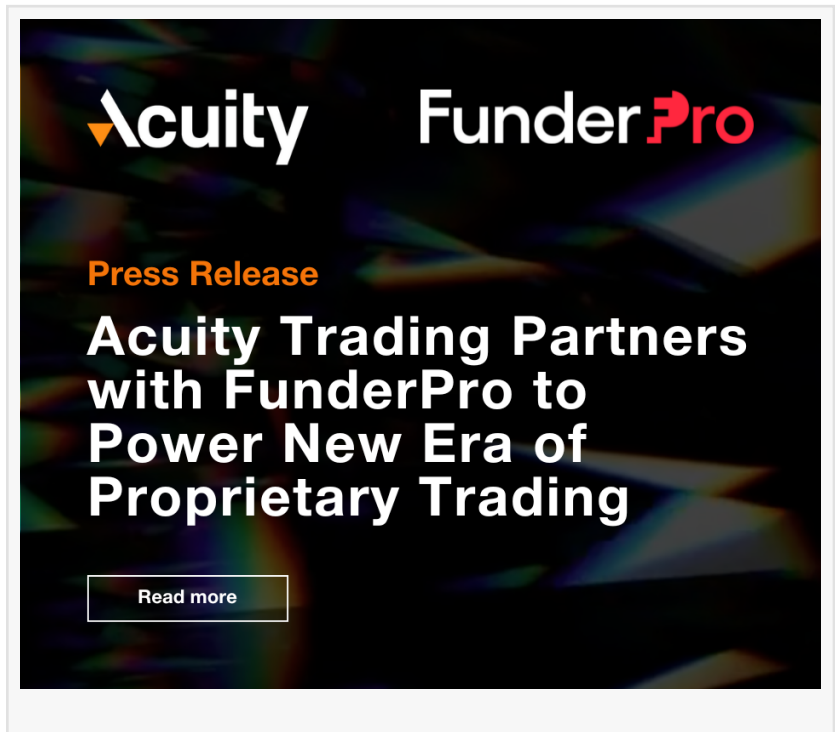 Acuity FunderPro
Press Release
Acuity Trading Partners
with FunderPro to
Power New Era of
Proprietary Trading
Read more